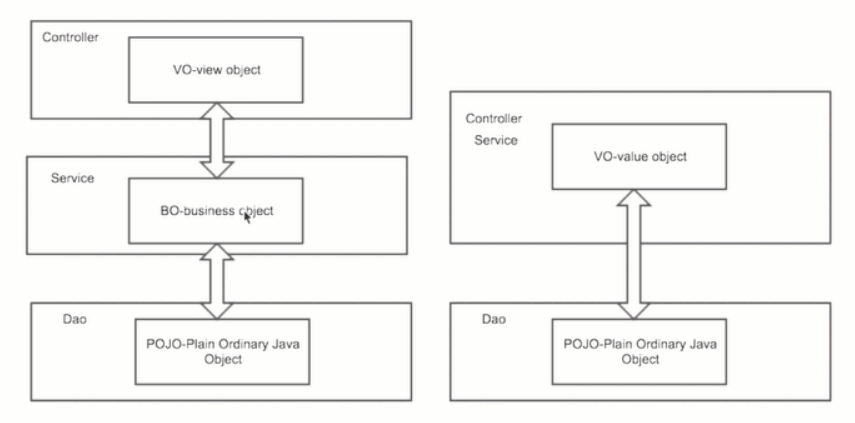 Controller
VO-view object
Service
BO-business object
Dao
POJO-Plain Ordinary Java
Object
Controller
Service
VO-value object
Dao
POJO-Plain Ordinary Java
Object